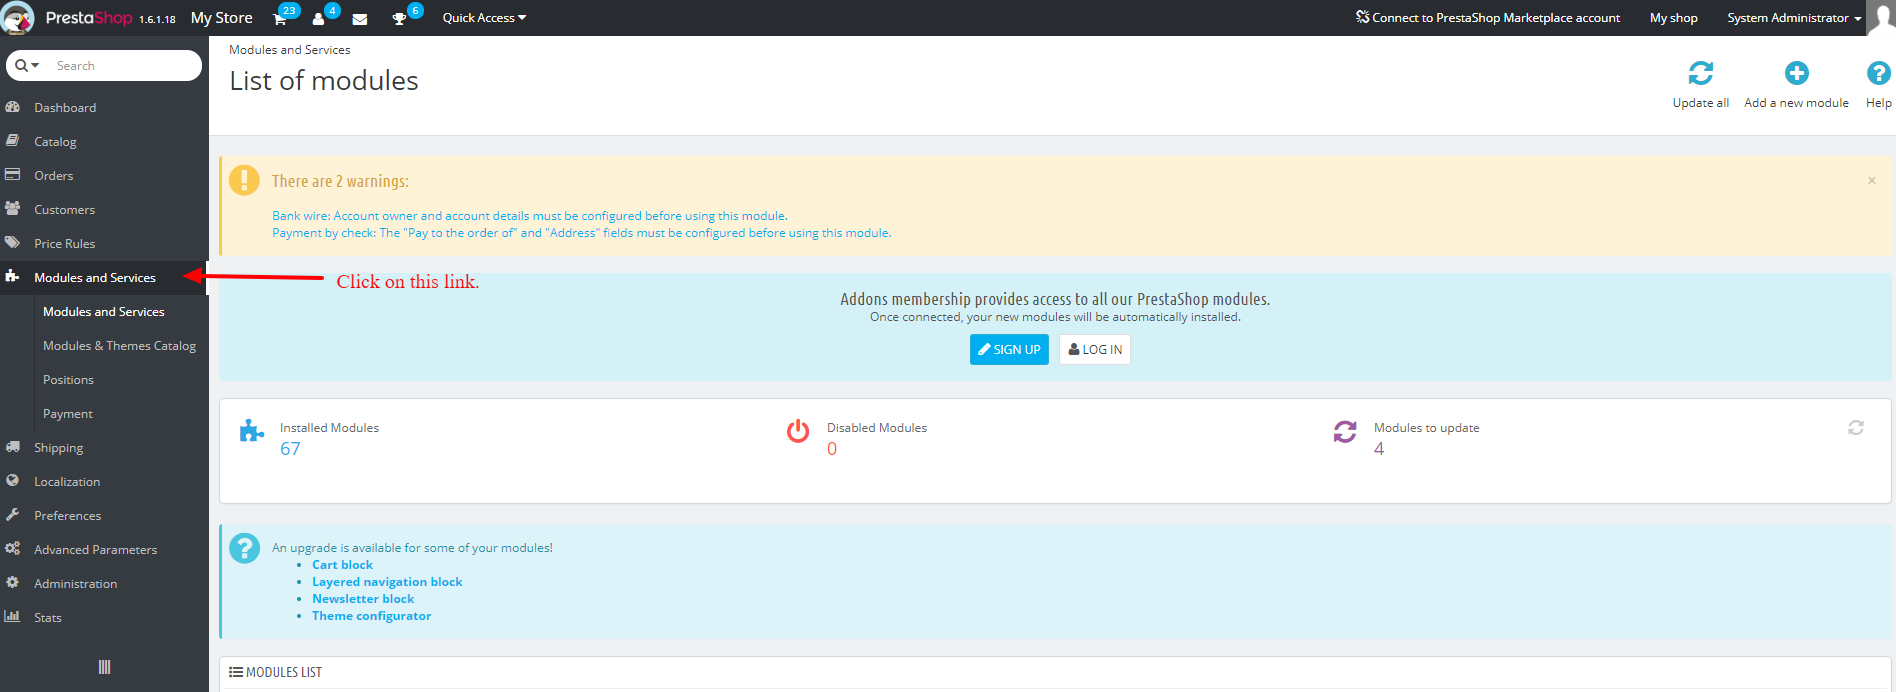 PrestaShop 1.6.1.18 My Store 23 4 6 Quick Access Connect to PrestaShop Marketplace account My shop System Administrator
Search
Dashboard
Catalog
Orders
Customers
Price Rules
Modules and Services
Modules and Services
Modules & Themes Catalog
Positions
Payment
Shipping
Localization
Preferences
Advanced Parameters
Administration
Stats
Modules and Services
List of modules
Update all
Add a new module
Help
There are 2 warnings:
×
Bank wire: Account owner and account details must be configured before using this module.
Payment by check: The "Pay to the order of" and "Address" fields must be configured before using this module.
Click on this link.
Addons membership provides access to all our PrestaShop modules.
Once connected, your new modules will be automatically installed.
SIGN UP
LOG IN
Installed Modules
67
Disabled Modules
0
Modules to update
4
An upgrade is available for some of your modules!
• Cart block
• Layered navigation block
• Newsletter block
• Theme configurator
MODULES LIST